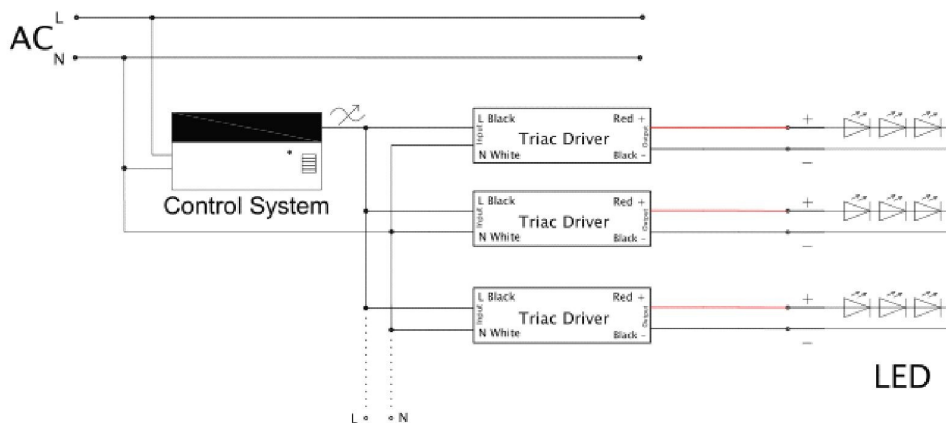 AC
L
N
Control System
L Black
Red +
Input
Triac Driver
Output
N White
Black -
+
−
L Black
Red +
Input
Triac Driver
Output
N White
Black -
+
−
L Black
Red +
Input
Triac Driver
Output
N White
Black -
+
−
LED
L
N